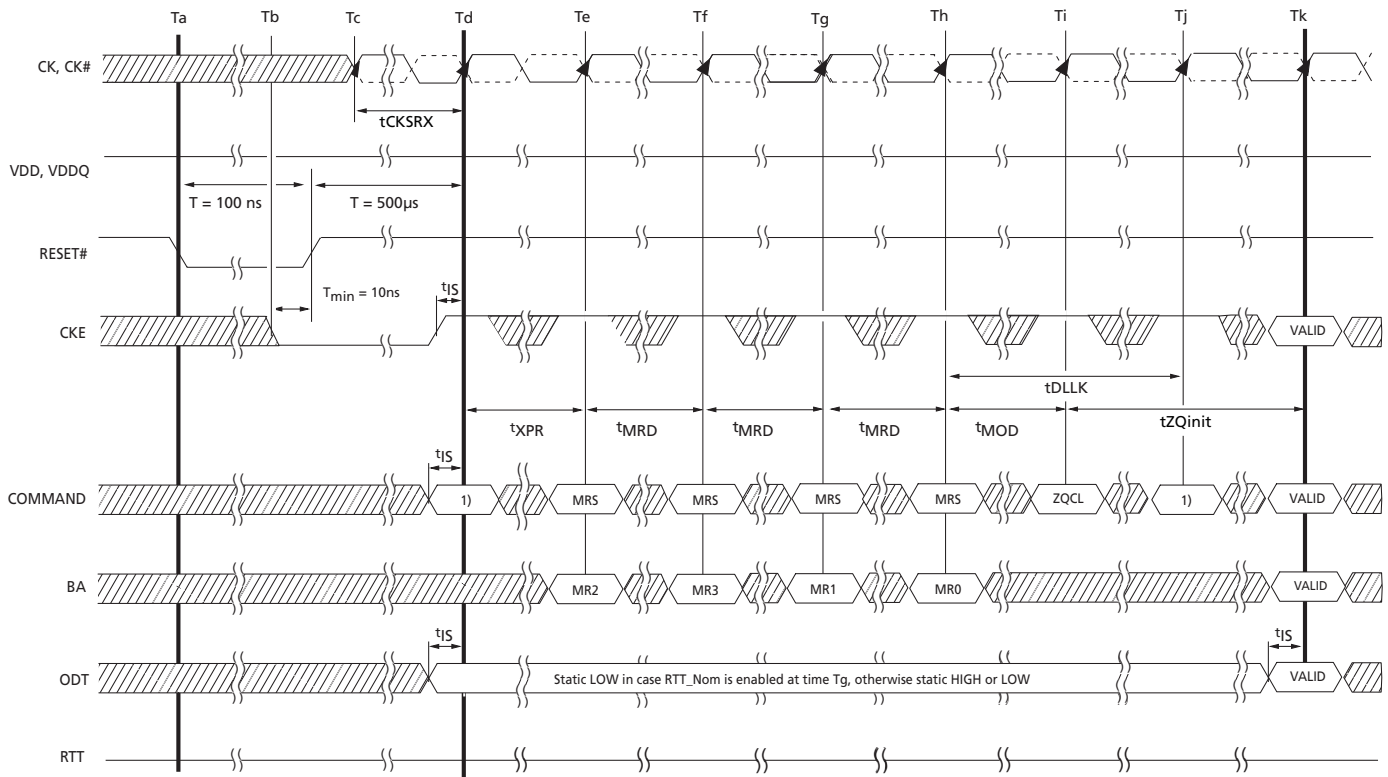 Ta Tb Tc Td Te Tf Tg Th Ti Tj Tk
CK, CK#
tCKSRX
VDD, VDDQ
T = 100 ns T = 500µs
RESET#
Tmin = 10ns
tIS
CKE
VALID
tDLLK
tXPR tMRD tMRD tMRD tMOD tZQinit
tIS
COMMAND 1) MRS MRS MRS MRS ZQCL 1) VALID
BA MR2 MR3 MR1 MR0 VALID
tIS tIS
ODT Static LOW in case RTT_Nom is enabled at time Tg, otherwise static HIGH or LOW VALID
RTT